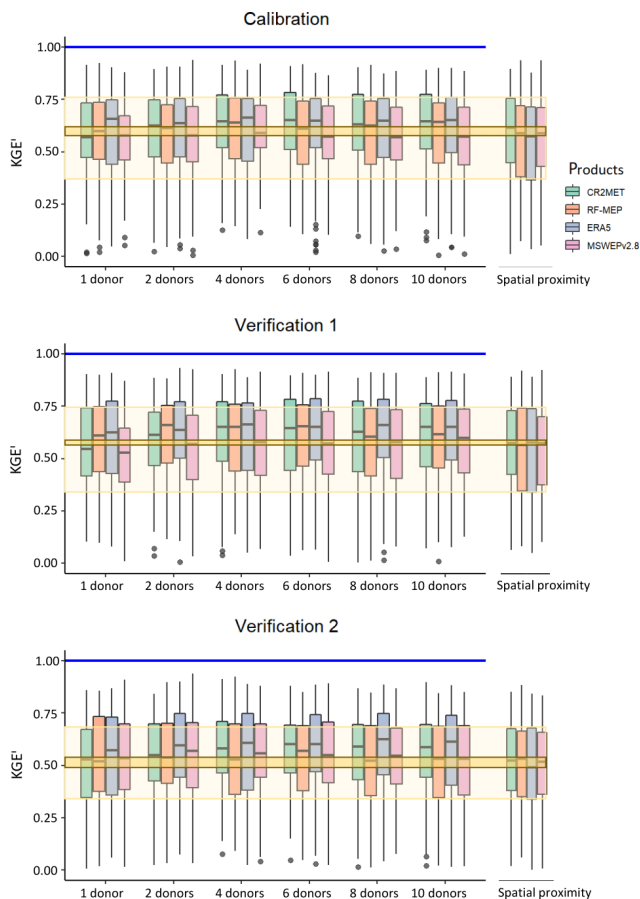 Calibration
1.00
0.75
0.50
0.25
0.00
KGE'
1 donor 2 donors 4 donors 6 donors 8 donors 10 donors Spatial proximity
Products
CR2MET
RF-MEP
ERA5
MSWEPv2.8
Verification 1
1.00
0.75
0.50
0.25
0.00
KGE'
1 donor 2 donors 4 donors 6 donors 8 donors 10 donors Spatial proximity
Verification 2
1.00
0.75
0.50
0.25
0.00
KGE'
1 donor 2 donors 4 donors 6 donors 8 donors 10 donors Spatial proximity